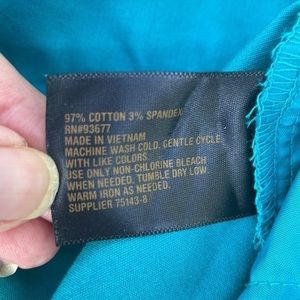 97% COTTON 3% SPANDEX
RN#93677
MADE IN VIETNAM
MACHINE WASH COLD, GENTLE CYCLE
WITH LIKE COLORS.
USE ONLY NON-CHLORINE BLEACH
WHEN NEEDED, TUMBLE DRY LOW.
WARM IRON AS NEEDED.
SUPPLIER 75143-8